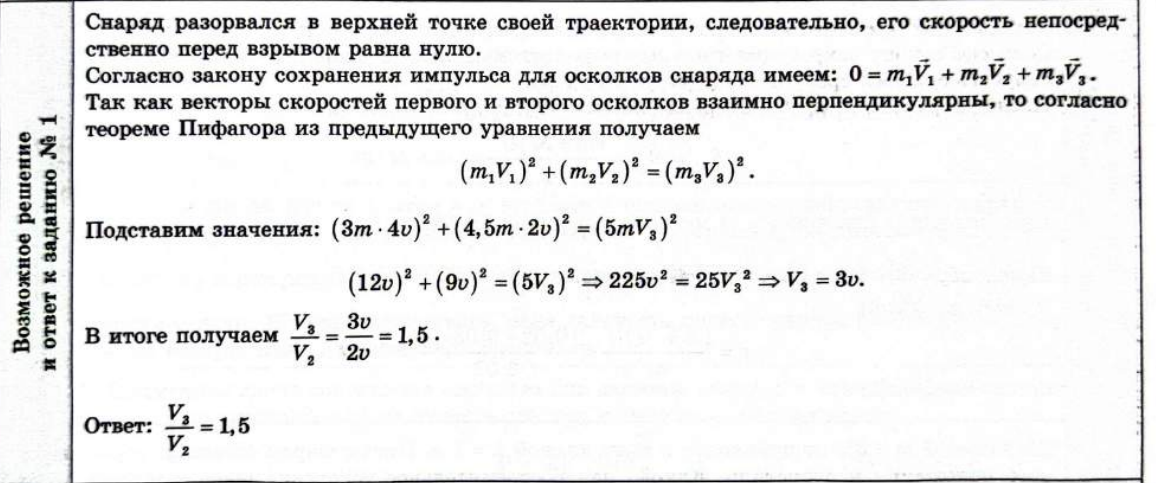 Возможное решение
и ответ к заданию № 1
Снаряд разорвался в верхней точке своей траектории, следовательно, его скорость непосред-
ственно перед взрывом равна нулю.
Согласно закону сохранения импульса для осколков снаряда имеем: 0 = m₁V⃗₁ + m₂V⃗₂ + m₃V⃗₃.
Так как векторы скоростей первого и второго осколков взаимно перпендикулярны, то согласно
теореме Пифагора из предыдущего уравнения получаем
(m₁V₁)² + (m₂V₂)² = (m₃V₃)².
Подставим значения: (3m · 4v)² + (4,5m · 2v)² = (5mV₃)²
(12v)² + (9v)² = (5V₃)² ⇒ 225v² = 25V₃² ⇒ V₃ = 3v.
В итоге получаем V₃/V₂ = 3v/2v = 1,5.
Ответ: V₃/V₂ = 1,5